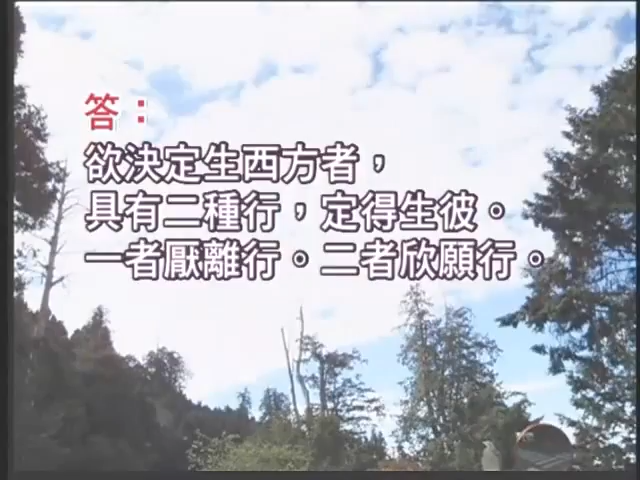 答：
欲決定生西方者，
具有二種行，定得生彼。
一者厭離行。二者欣願行。